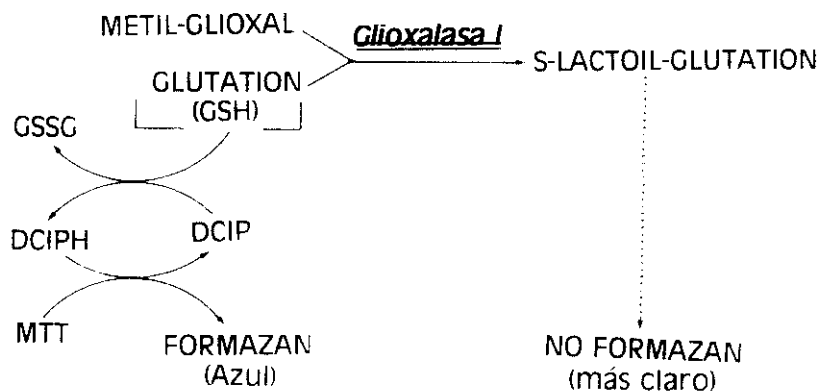 METIL-GLIOXAL
Glioxalasa I
S-LACTOIL-GLUTATION
GLUTATION
(GSH)
GSSG
DCIPH
DCIP
MTT
FORMAZAN
(Azul)
NO FORMAZAN
(más claro)